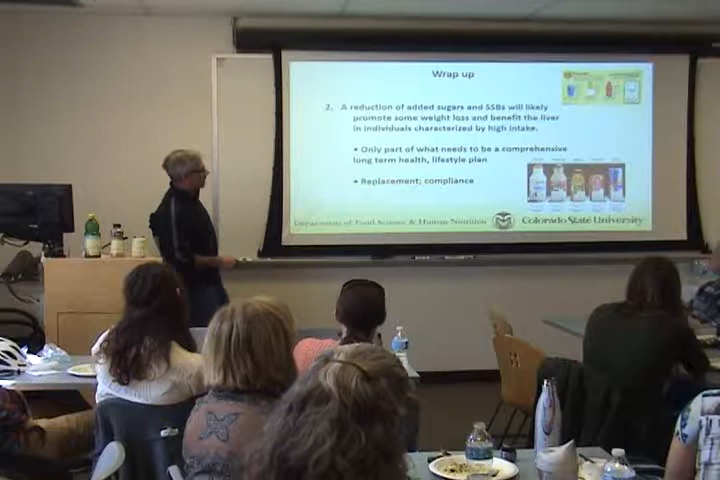 Wrap up
2. A reduction of added sugars and SSBs will likely
promote some weight loss and benefit the liver
in individuals characterized by high intake.
• Only part of what needs to be a comprehensive
long term health, lifestyle plan
• Replacement; compliance
Department of Food Science & Human Nutrition
Colorado State University